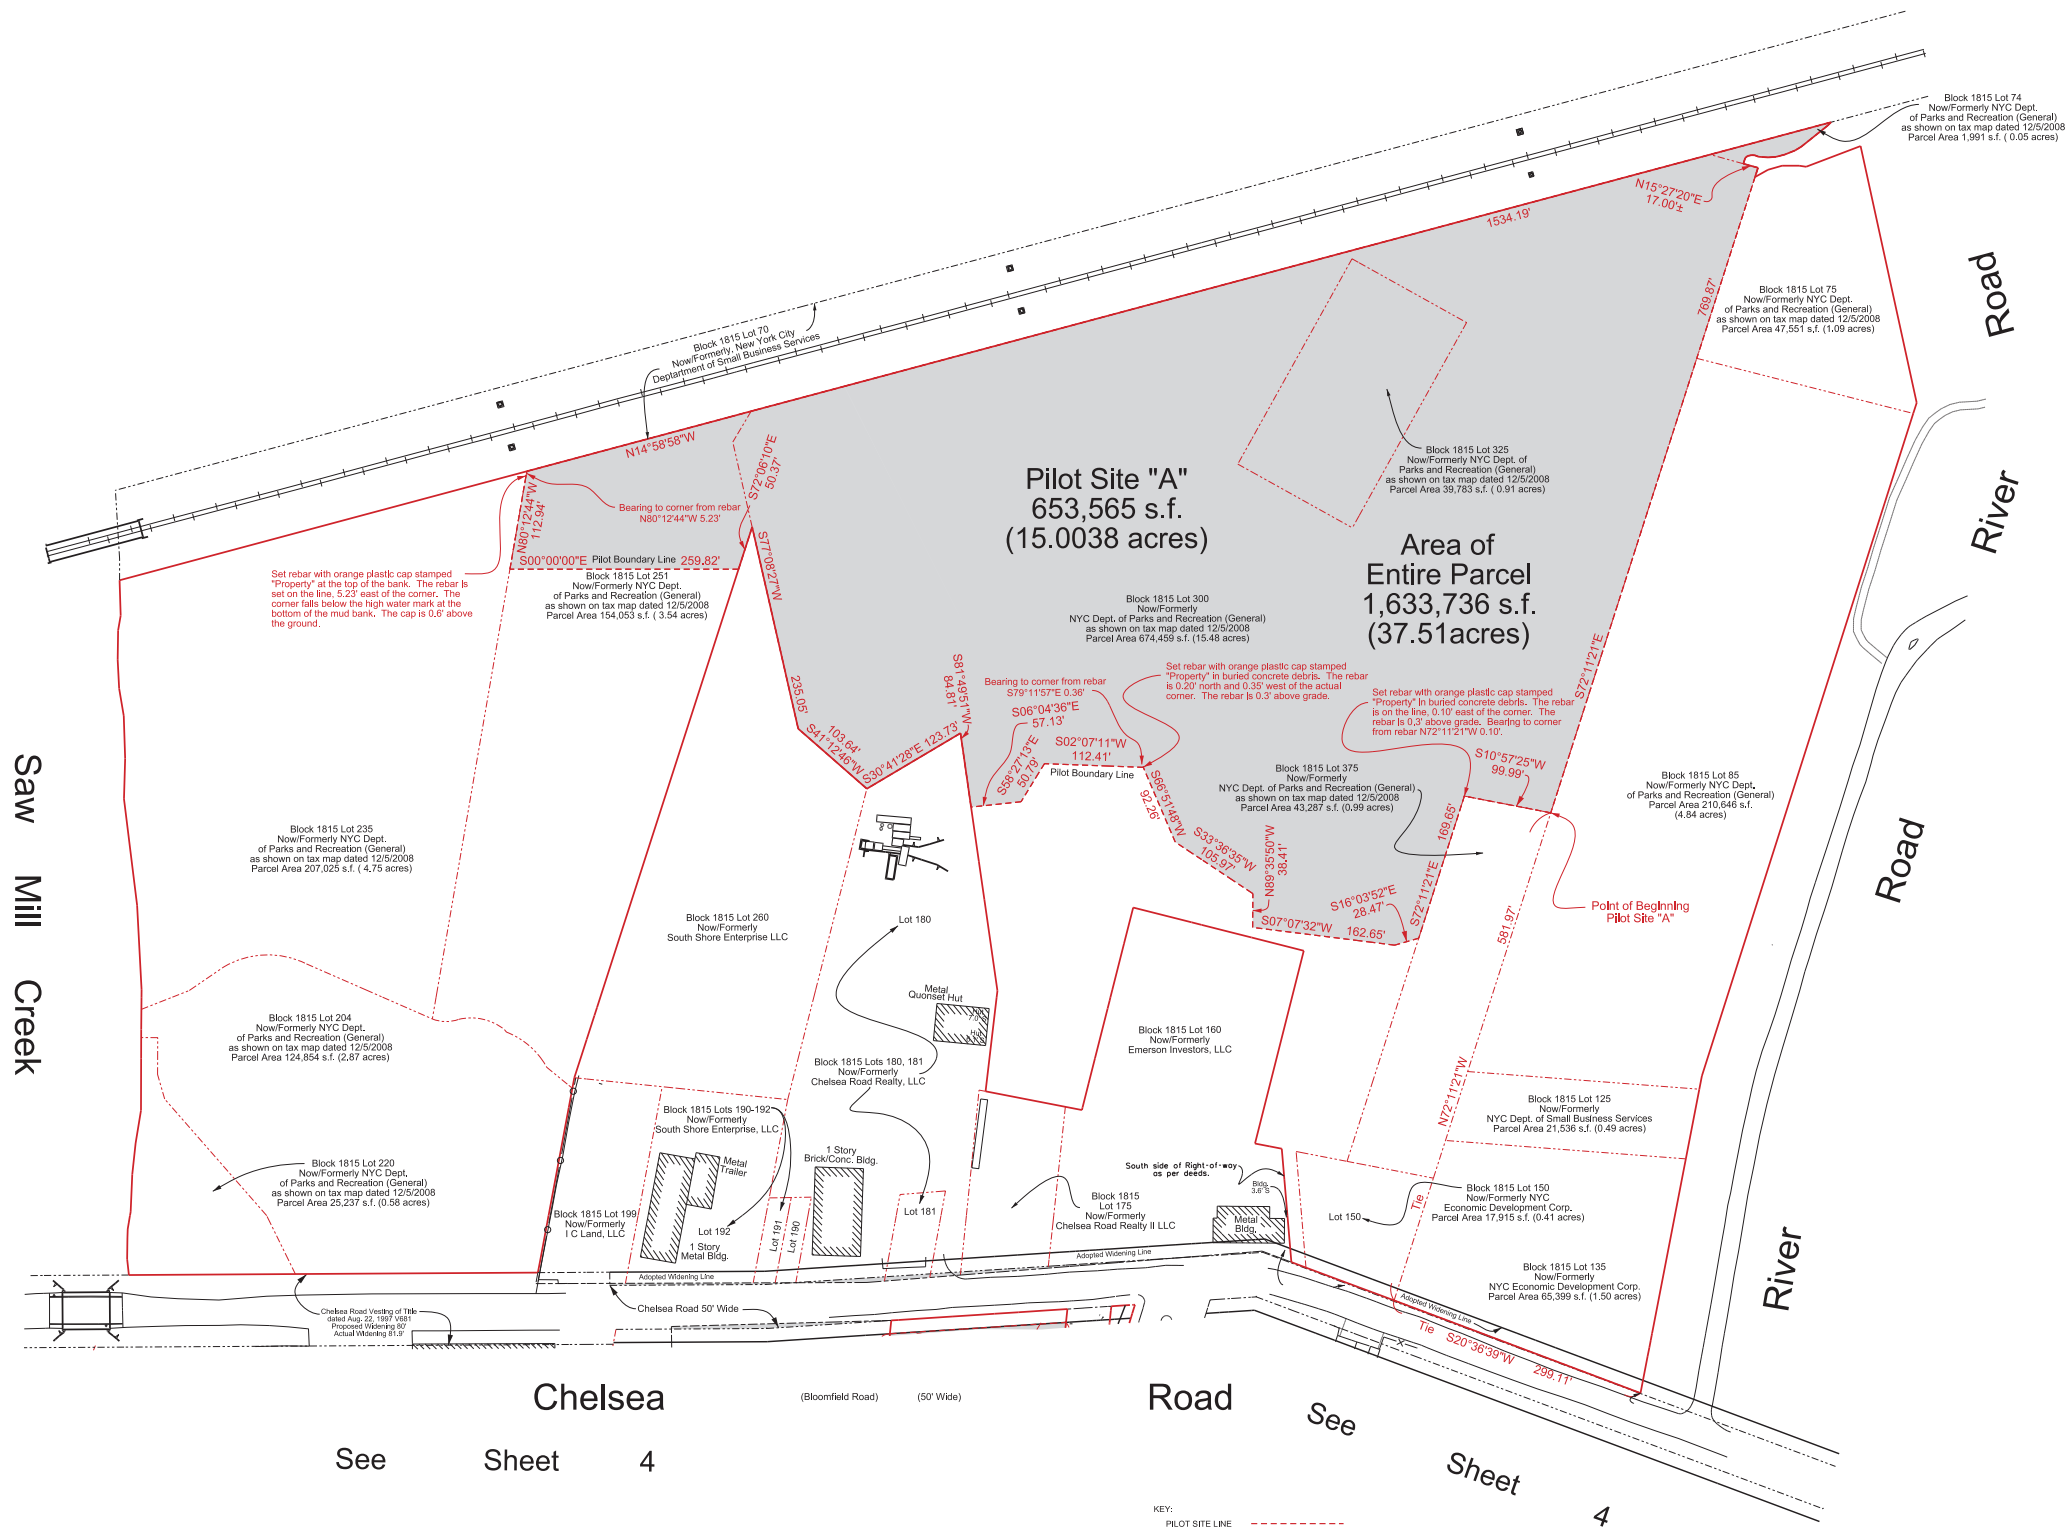 Block 1815 Lot 74
Now/Formerly NYC Dept.
of Parks and Recreation (General)
as shown on tax map dated 12/5/2008
Parcel Area 1,991 s.f. ( 0.05 acres)
N15°27'20"E
17.00'±
1534.19'
769.87'
Block 1815 Lot 75
Now/Formerly NYC Dept.
of Parks and Recreation (General)
as shown on tax map dated 12/5/2008
Parcel Area 47,551 s.f. (1.09 acres)
Road
River
Road
River
Block 1815 Lot 70
Now/Formerly, New York City
Deptartment of Small Business Services
N14°58'58"W
N80°12'44"W
112.94'
Bearing to corner from rebar
N80°12'44"W 5.23'
S72°06'10"E
50.37'
S00°00'00"E Pilot Boundary Line 259.82'
Set rebar with orange plastic cap stamped
"Property" at the top of the bank. The rebar is
set on the line, 5.23' east of the corner. The
corner falls below the high water mark at the
bottom of the mud bank. The cap is 0.6' above
the ground.
Block 1815 Lot 251
Now/Formerly NYC Dept.
of Parks and Recreation (General)
as shown on tax map dated 12/5/2008
Parcel Area 154,053 s.f. ( 3.54 acres)
S77°08'27"W
235.05'
Pilot Site "A"
653,565 s.f.
(15.0038 acres)
Block 1815 Lot 325
Now/Formerly NYC Dept. of
Parks and Recreation (General)
as shown on tax map dated 12/5/2008
Parcel Area 39,783 s.f. ( 0.91 acres)
Area of
Entire Parcel
1,633,736 s.f.
(37.51acres)
Block 1815 Lot 300
Now/Formerly
NYC Dept. of Parks and Recreation (General)
as shown on tax map dated 12/5/2008
Parcel Area 674,459 s.f. (15.48 acres)
S72°11'21"E
103.64'
S41°12'46"W
S30°41'28"E 123.73'
S81°49'51"W
84.81'
Bearing to corner from rebar
S79°11'57"E 0.36'
S06°04'36"E
57.13'
S58°27'13"E
50.79'
S02°07'11"W
112.41'
Pilot Boundary Line
Set rebar with orange plastic cap stamped
"Property" in buried concrete debris. The rebar
is 0.20' north and 0.35' west of the actual
corner. The rebar is 0.3' above grade.
Set rebar with orange plastic cap stamped
"Property" in buried concrete debris. The rebar
is on the line, 0.10' east of the corner. The
rebar is 0.3' above grade. Bearing to corner
from rebar N72°11'21"W 0.10'.
S10°57'25"W
99.99'
S66°51'48"W
92.26'
S33°36'35"W
105.97'
N89°35'50"W
38.41'
S07°07'32"W 162.65'
S16°03'52"E
28.47'
S72°11'21"E
169.65'
Block 1815 Lot 375
Now/Formerly
NYC Dept. of Parks and Recreation (General)
as shown on tax map dated 12/5/2008
Parcel Area 43,287 s.f. (0.99 acres)
Block 1815 Lot 85
Now/Formerly NYC Dept.
of Parks and Recreation (General)
Parcel Area 210,646 s.f.
(4.84 acres)
Point of Beginning
Pilot Site "A"
581.97'
N72°11'21"W
Saw Mill Creek
Block 1815 Lot 235
Now/Formerly NYC Dept.
of Parks and Recreation (General)
as shown on tax map dated 12/5/2008
Parcel Area 207,025 s.f. ( 4.75 acres)
Block 1815 Lot 260
Now/Formerly
South Shore Enterprise LLC
Lot 180
Metal
Quonset Hut
Block 1815 Lot 204
Now/Formerly NYC Dept.
of Parks and Recreation (General)
as shown on tax map dated 12/5/2008
Parcel Area 124,854 s.f. (2.87 acres)
Block 1815 Lots 180, 181
Now/Formerly
Chelsea Road Realty, LLC
Block 1815 Lot 160
Now/Formerly
Emerson Investors, LLC
Block 1815 Lots 190-192
Now/Formerly
South Shore Enterprise, LLC
Block 1815 Lot 125
Now/Formerly
NYC Dept. of Small Business Services
Parcel Area 21,536 s.f. (0.49 acres)
Block 1815 Lot 220
Now/Formerly NYC Dept.
of Parks and Recreation (General)
as shown on tax map dated 12/5/2008
Parcel Area 25,237 s.f. (0.58 acres)
Metal
Trailer
1 Story
Brick/Conc. Bldg.
South side of Right-of-way
as per deeds.
Bldg.
3.6' S
Block 1815 Lot 199
Now/Formerly
I C Land, LLC
Lot 192
1 Story
Metal Bldg.
Lot 191
Lot 190
Lot 181
Block 1815
Lot 175
Now/Formerly
Chelsea Road Realty II LLC
Metal
Bldg.
Lot 150
Tie
Block 1815 Lot 150
Now/Formerly NYC
Economic Development Corp.
Parcel Area 17,915 s.f. (0.41 acres)
Block 1815 Lot 135
Now/Formerly
NYC Economic Development Corp.
Parcel Area 65,399 s.f. (1.50 acres)
Adopted Widening Line
Adopted Widening Line
Adopted Widening Line
Chelsea Road Vesting of Title
dated Aug. 22, 1997 V681
Proposed Widening 80'
Actual Widening 81.9'
Chelsea Road 50' Wide
Tie S20°36'39"W 299.11'
Chelsea (Bloomfield Road) (50' Wide) Road
See Sheet 4
See Sheet 4
KEY:
PILOT SITE LINE